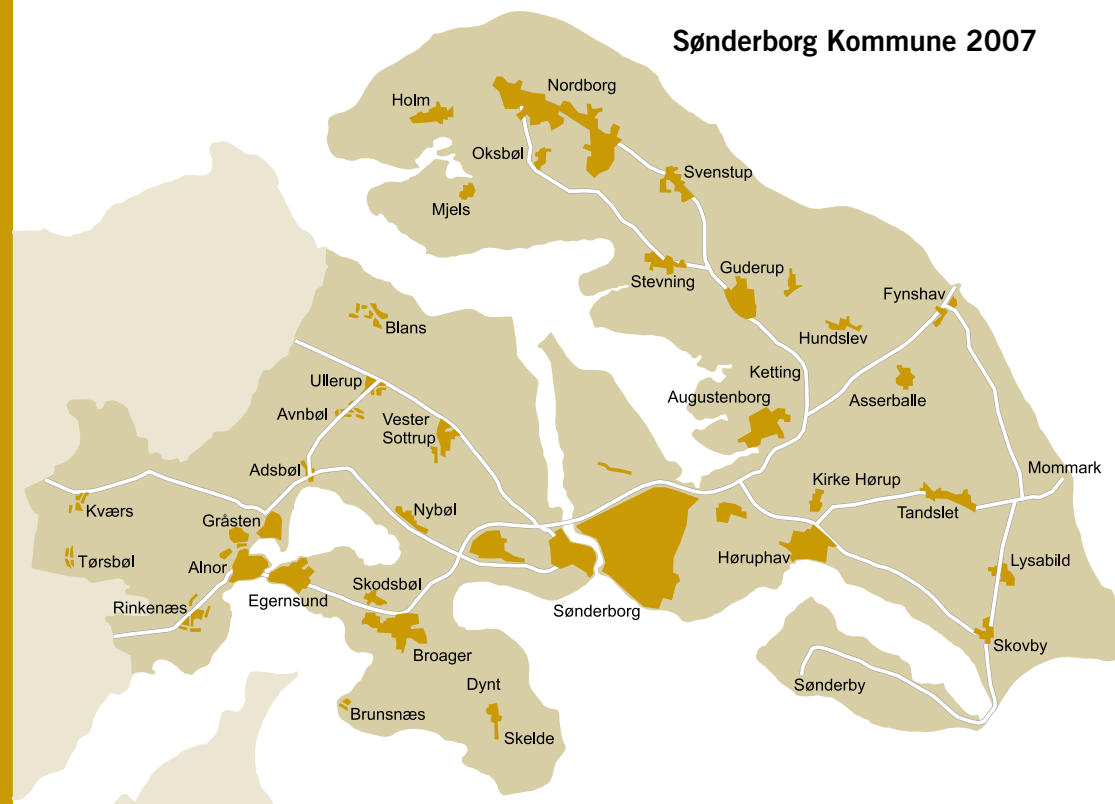 Sønderborg Kommune 2007
Nordborg
Holm
Oksbøl
Svenstup
Mjels
Guderup
Stevning
Fynshav
Blans
Hundslev
Ketting
Ullerup
Augustenborg
Asserballe
Avnbøl
Vester
Sottrup
Adsbøl
Mommark
Kirke Hørup
Kværs
Gråsten
Nybøl
Tandslet
Tørsbøl
Alnor
Høruphav
Lysabild
Skodsbøl
Egernsund
Rinkenæs
Sønderborg
Skovby
Broager
Dynt
Sønderby
Brunsnæs
Skelde